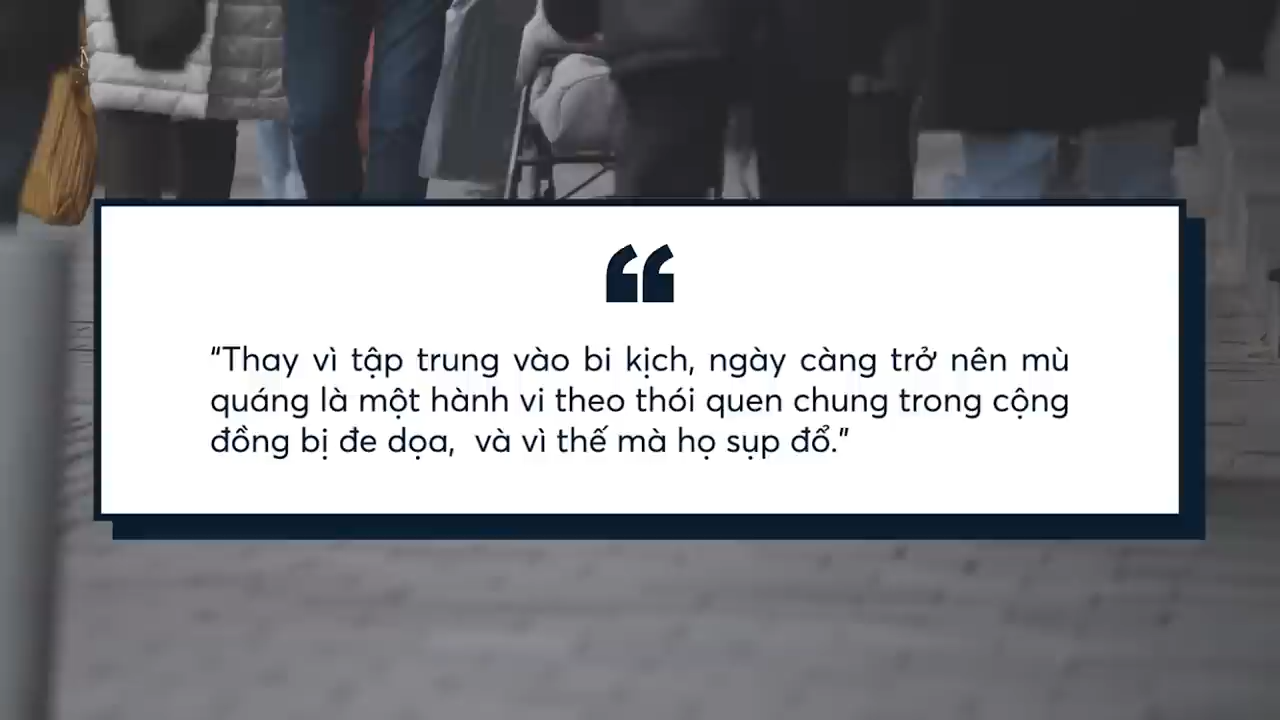 “Thay vì tập trung vào bi kịch, ngày càng trở nên mù
quáng là một hành vi theo thói quen chung trong cộng
đồng bị đe dọa,  và vì thế mà họ sụp đổ.”